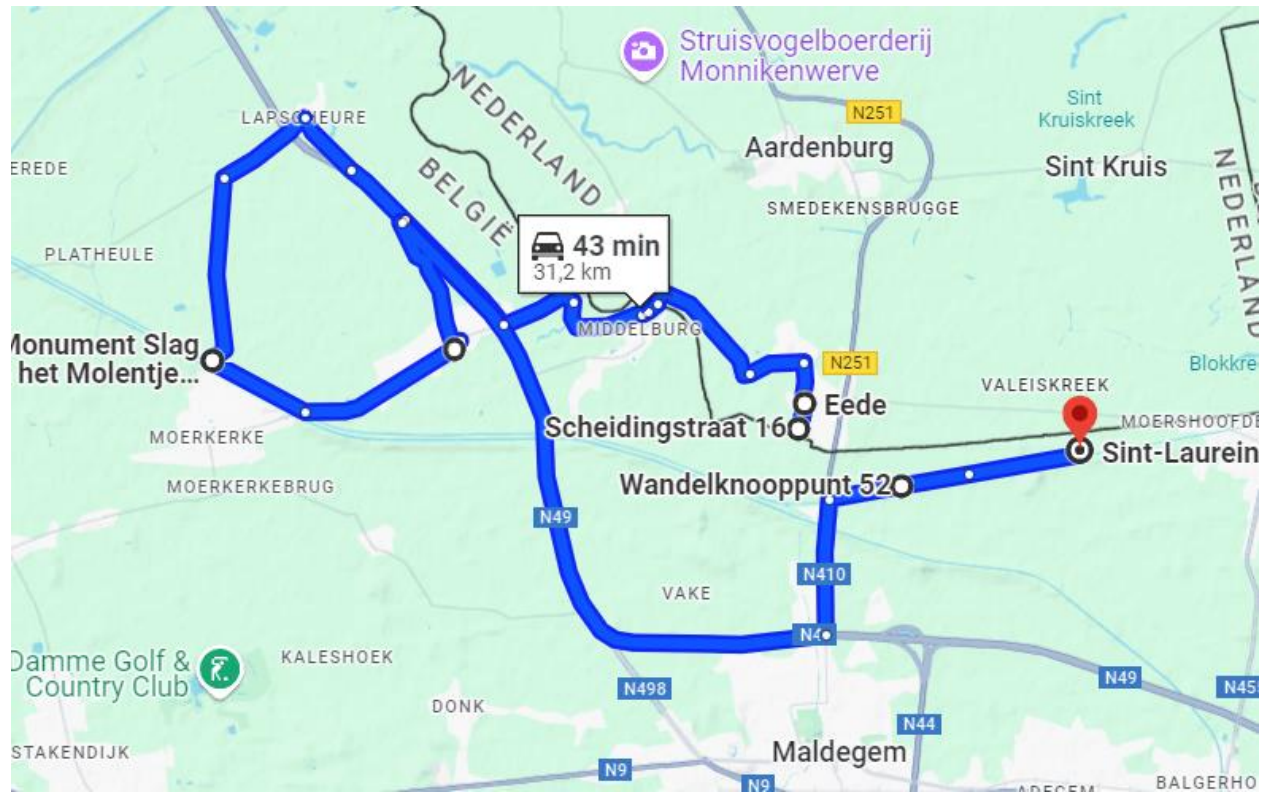 Struisvogelboerderij
Monnikenwerve
NEDERLAND
BELGIË
N251
LAPSCHEURE
Aardenburg
Sint
Kruiskreek
Sint Kruis
EREDE
NEDERLAND
SMEDEKENSBRUGGE
PLATHEULE
43 min
31,2 km
MIDDELBURG
Monument Slag
het Molentje...
N251
Blokkre
VALEISKREEK
Eede
MOERSHOOFDE
Scheidingstraat 16
MOERKERKE
Sint-Laurein
Wandelknooppunt 52
MOERKERKEBRUG
N49
N410
VAKE
N4
Damme Golf &
Country Club
KALESHOEK
N498
N49
N45
DONK
N44
STAKENDIJK
Maldegem
N9
N9
ADEGEM
BALGERHO